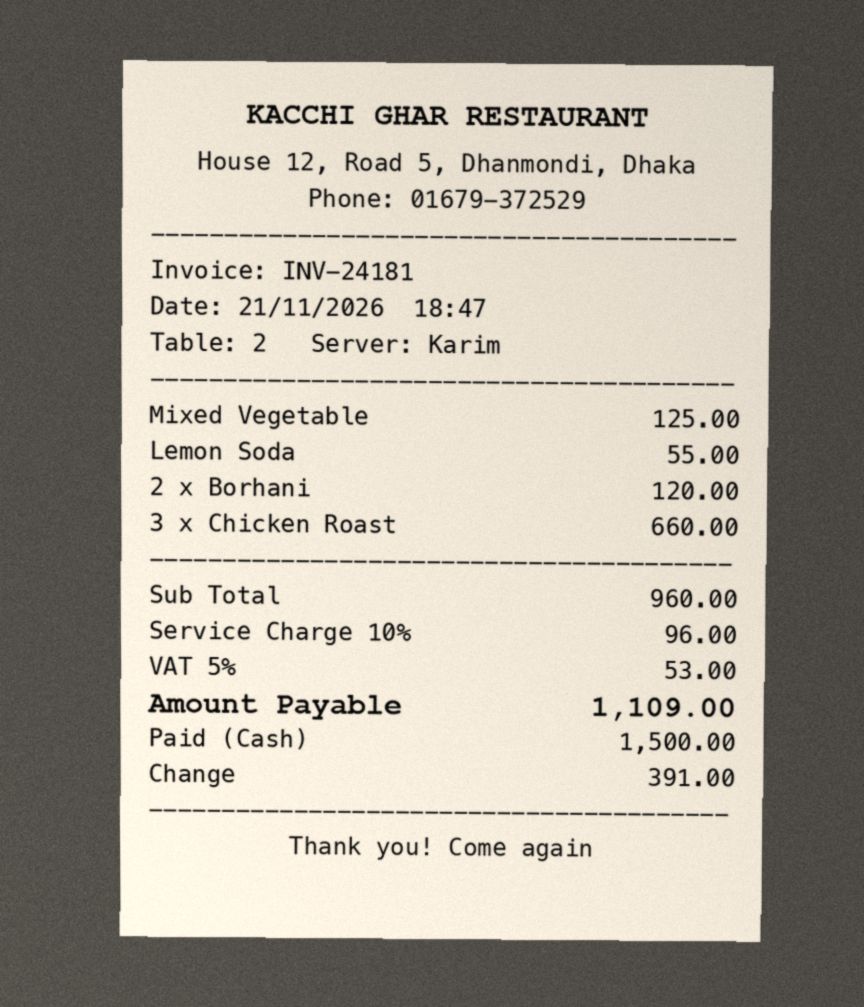 KACCHI GHAR RESTAURANT
House 12, Road 5, Dhanmondi, Dhaka
Phone: 01679-372529
----------------------------------------
Invoice: INV-24181
Date: 21/11/2026  18:47
Table: 2   Server: Karim
----------------------------------------
Mixed Vegetable 125.00
Lemon Soda 55.00
2 x Borhani 120.00
3 x Chicken Roast 660.00
----------------------------------------
Sub Total 960.00
Service Charge 10% 96.00
VAT 5% 53.00
Amount Payable 1,109.00
Paid (Cash) 1,500.00
Change 391.00
----------------------------------------
Thank you! Come again